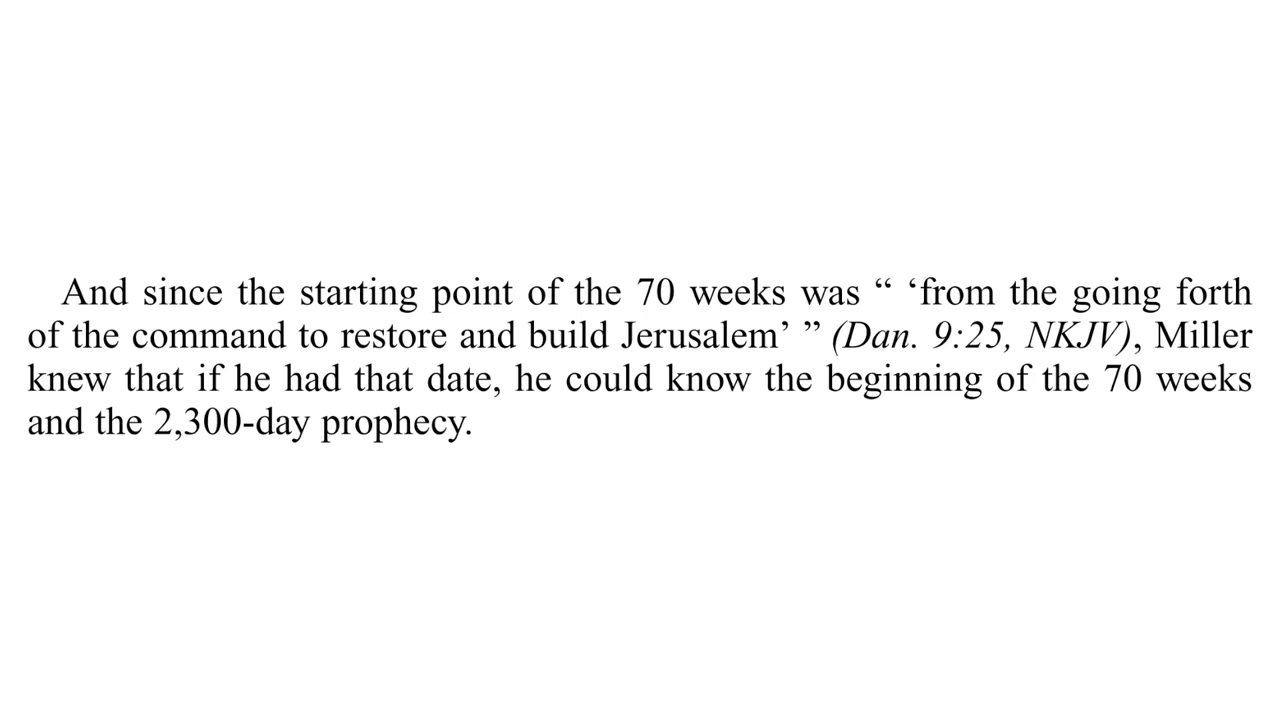 And since the starting point of the 70 weeks was “ ‘from the going forth
of the command to restore and build Jerusalem’ ” (Dan. 9:25, NKJV), Miller
knew that if he had that date, he could know the beginning of the 70 weeks
and the 2,300-day prophecy.